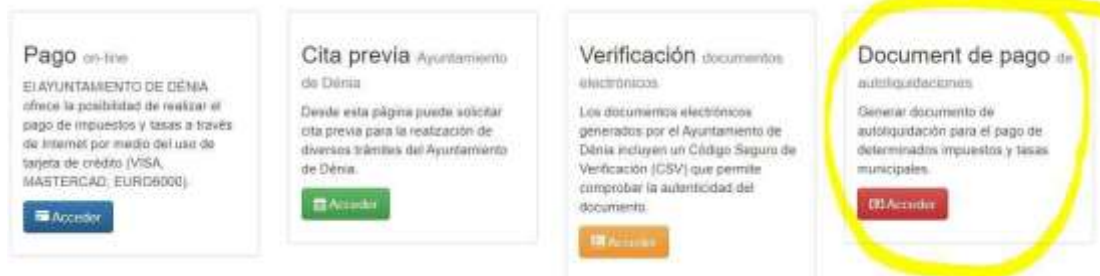 Pago on-line
El AYUNTAMIENTO DE DÉNIA
ofrece la posibilidad de realizar el
pago de impuestos y tasas a través
de Internet por medio del uso de
tarjeta de crédito (VISA,
MASTERCAD, EURO6000).
Acceder
Cita previa Ayuntamiento
de Dénia
Desde esta página puede solicitar
cita previa para la realización de
diversos trámites del Ayuntamiento
de Dénia.
Acceder
Verificación documentos
electrónicos
Los documentos electrónicos
generados por el Ayuntamiento de
Dénia incluyen un Código Seguro de
Verificación (CSV) que permite
comprobar la autenticidad del
documento.
Acceder
Document de pago de
autoliquidaciones
Generar documento de
autoliquidación para el pago de
determinados impuestos y tasas
municipales.
Acceder